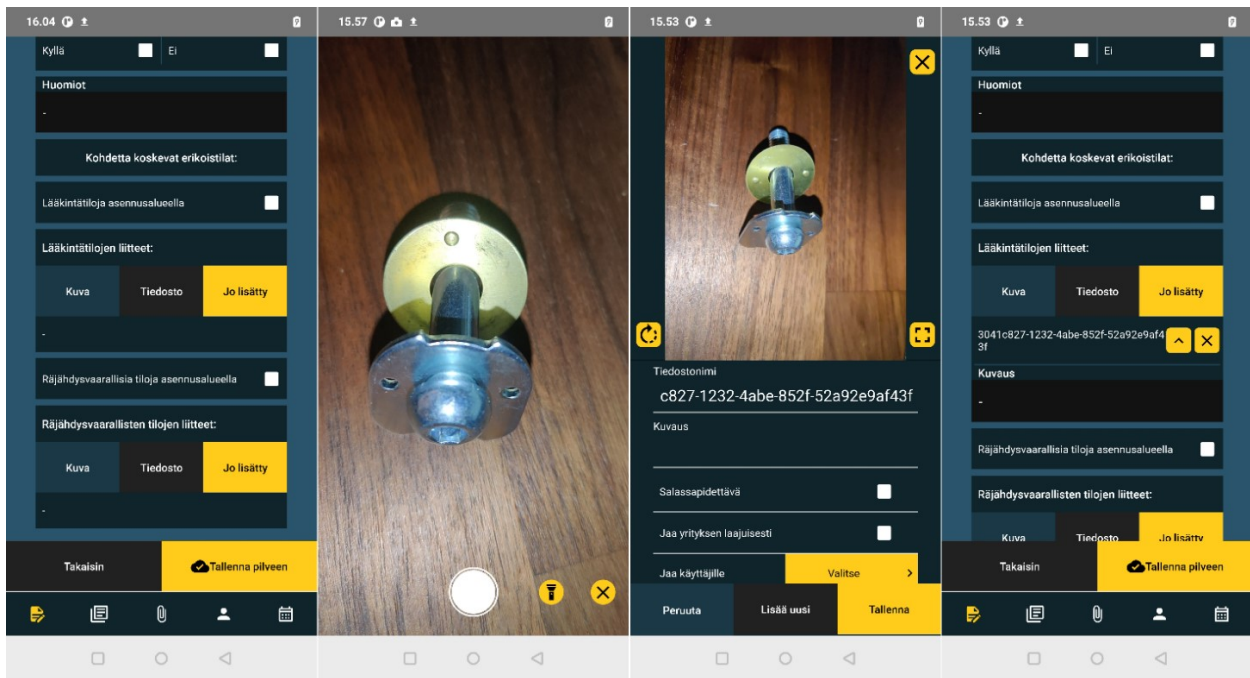 16.04
Kyllä
Ei
Huomiot
-
Kohdetta koskevat erikoistilat:
Lääkintätiloja asennusalueella
Lääkintätilojen liitteet:
Kuva
Tiedosto
Jo lisätty
-
Räjähdysvaarallisia tiloja asennusalueella
Räjähdysvaarallisten tilojen liitteet:
Kuva
Tiedosto
Jo lisätty
-
Takaisin
Tallenna pilveen
15.57
15.53
Tiedostonimi
c827-1232-4abe-852f-52a92e9af43f
Kuvaus
Salassapidettävä
Jaa yrityksen laajuisesti
Jaa käyttäjille
Valitse
Peruuta
Lisää uusi
Tallenna
15.53
Kyllä
Ei
Huomiot
-
Kohdetta koskevat erikoistilat:
Lääkintätiloja asennusalueella
Lääkintätilojen liitteet:
Kuva
Tiedosto
Jo lisätty
3041c827-1232-4abe-852f-52a92e9af4
3f
Kuvaus
-
Räjähdysvaarallisia tiloja asennusalueella
Räjähdysvaarallisten tilojen liitteet:
Kuva
Tiedosto
Jo lisätty
Takaisin
Tallenna pilveen